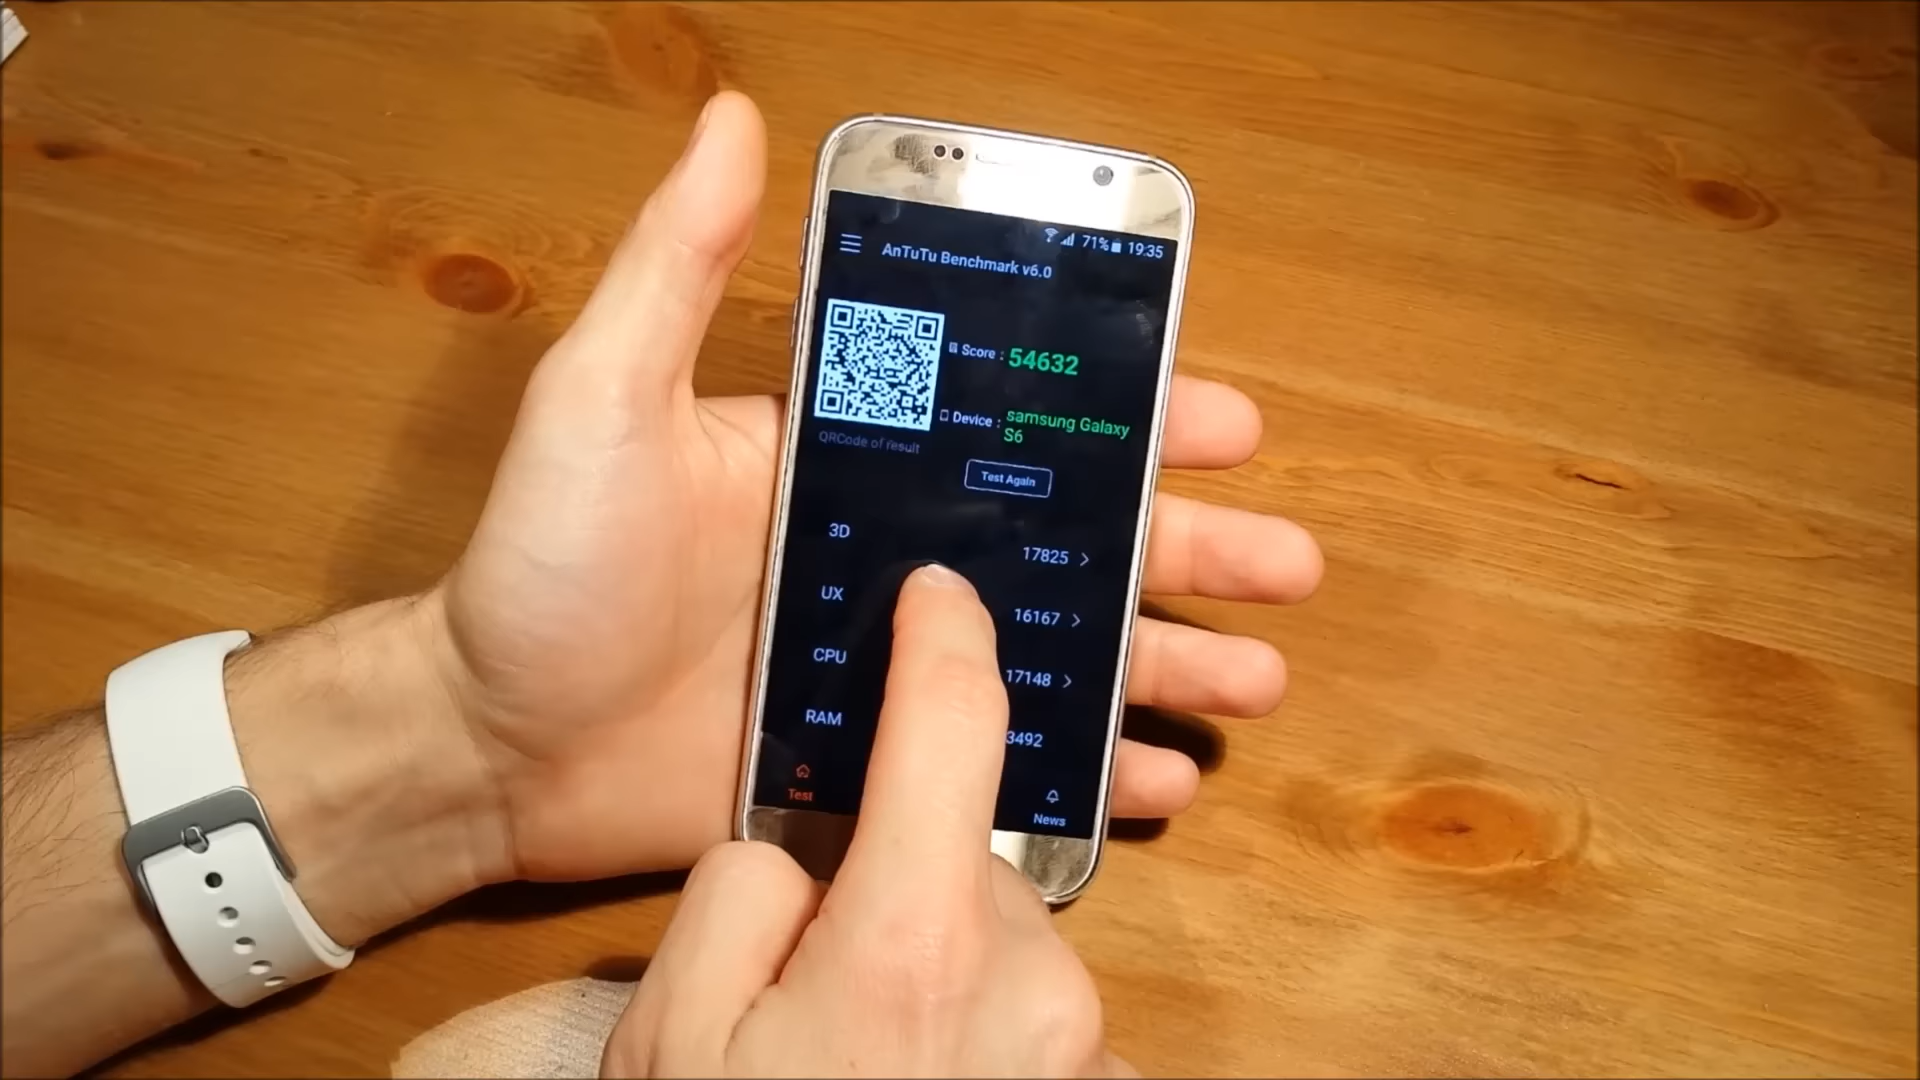 71% 19:35
AnTuTu Benchmark v6.0
Score : 54632
Device : samsung Galaxy
S6
QRCode of result
Test Again
3D 17825
UX 16167
CPU 17148
RAM 3492
Test News